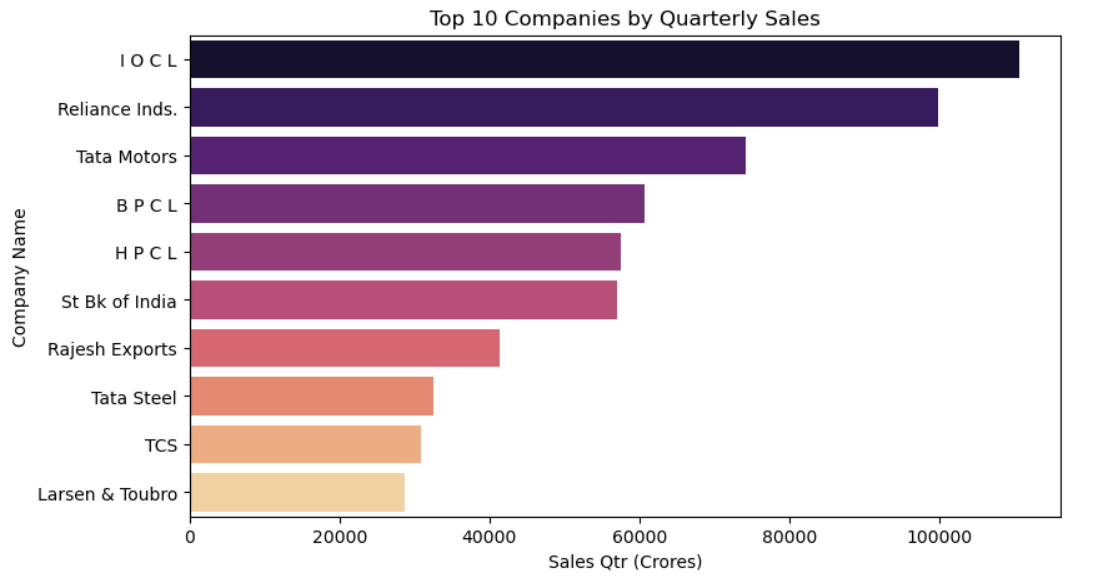 Top 10 Companies by Quarterly Sales
Company Name
I O C L
Reliance Inds.
Tata Motors
B P C L
H P C L
St Bk of India
Rajesh Exports
Tata Steel
TCS
Larsen & Toubro
0 20000 40000 60000 80000 100000
Sales Qtr (Crores)